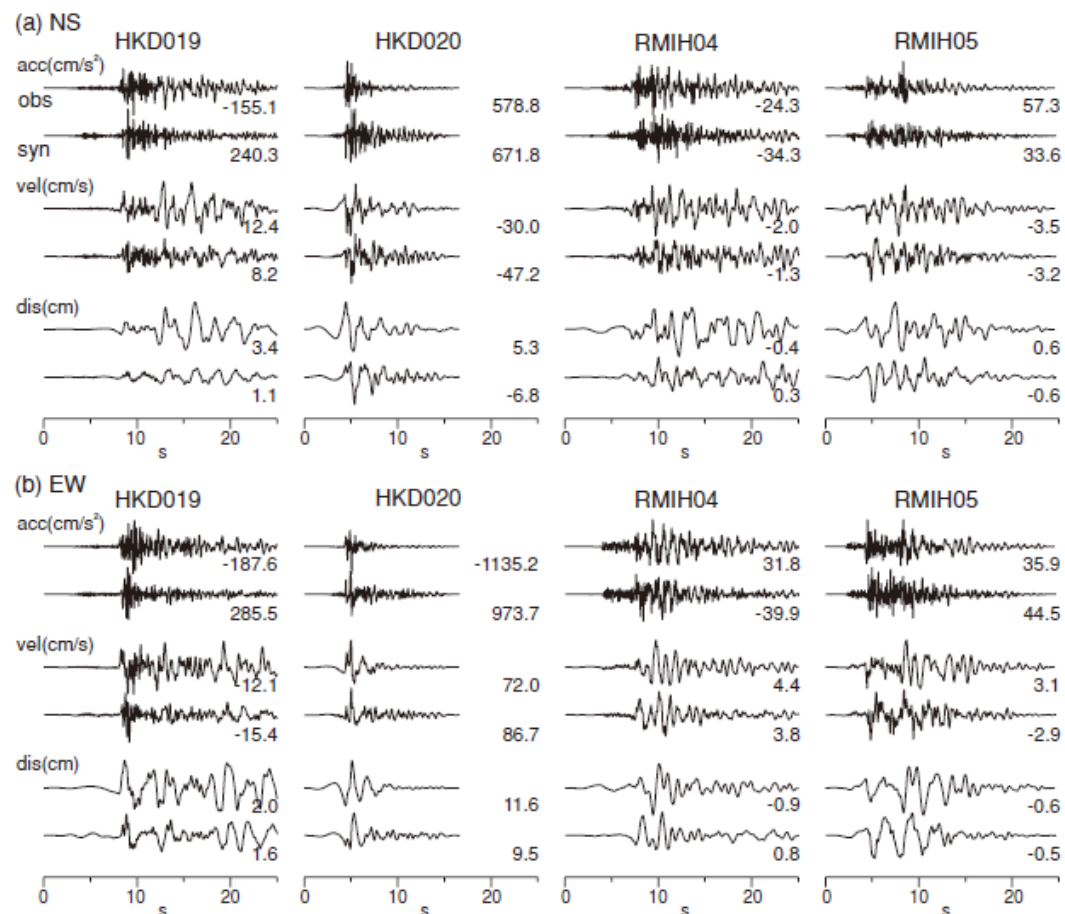 (a) NS
HKD019 HKD020 RMIH04 RMIH05
acc(cm/s²)
obs -155.1 578.8 -24.3 57.3
syn 240.3 671.8 -34.3 33.6
vel(cm/s)
12.4 -30.0 -2.0 -3.5
8.2 -47.2 -1.3 -3.2
dis(cm)
3.4 5.3 -0.4 0.6
1.1 -6.8 0.3 -0.6
0 10 20 0 10 20 0 10 20 0 10 20
s s s s
(b) EW
HKD019 HKD020 RMIH04 RMIH05
acc(cm/s²)
-187.6 -1135.2 31.8 35.9
285.5 973.7 -39.9 44.5
vel(cm/s)
-12.1 72.0 4.4 3.1
-15.4 86.7 3.8 -2.9
dis(cm)
2.0 11.6 -0.9 -0.6
1.6 9.5 0.8 -0.5
0 10 20 0 10 20 0 10 20 0 10 20
s s s s